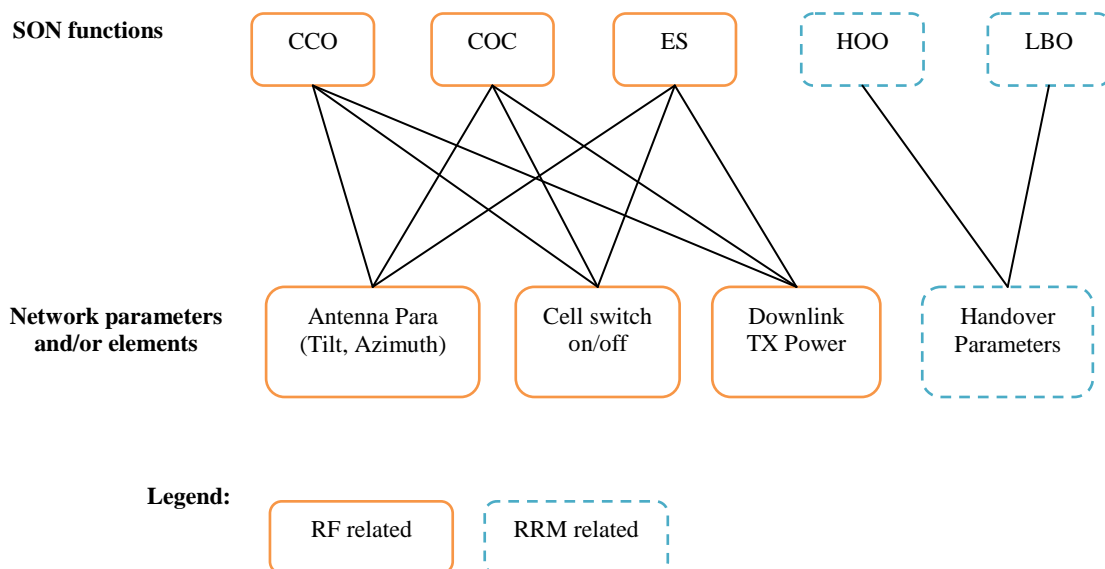 SON functions
CCO
COC
ES
HOO
LBO
Network parameters
and/or elements
Antenna Para
(Tilt, Azimuth)
Cell switch
on/off
Downlink
TX Power
Handover
Parameters
Legend:
RF related
RRM related